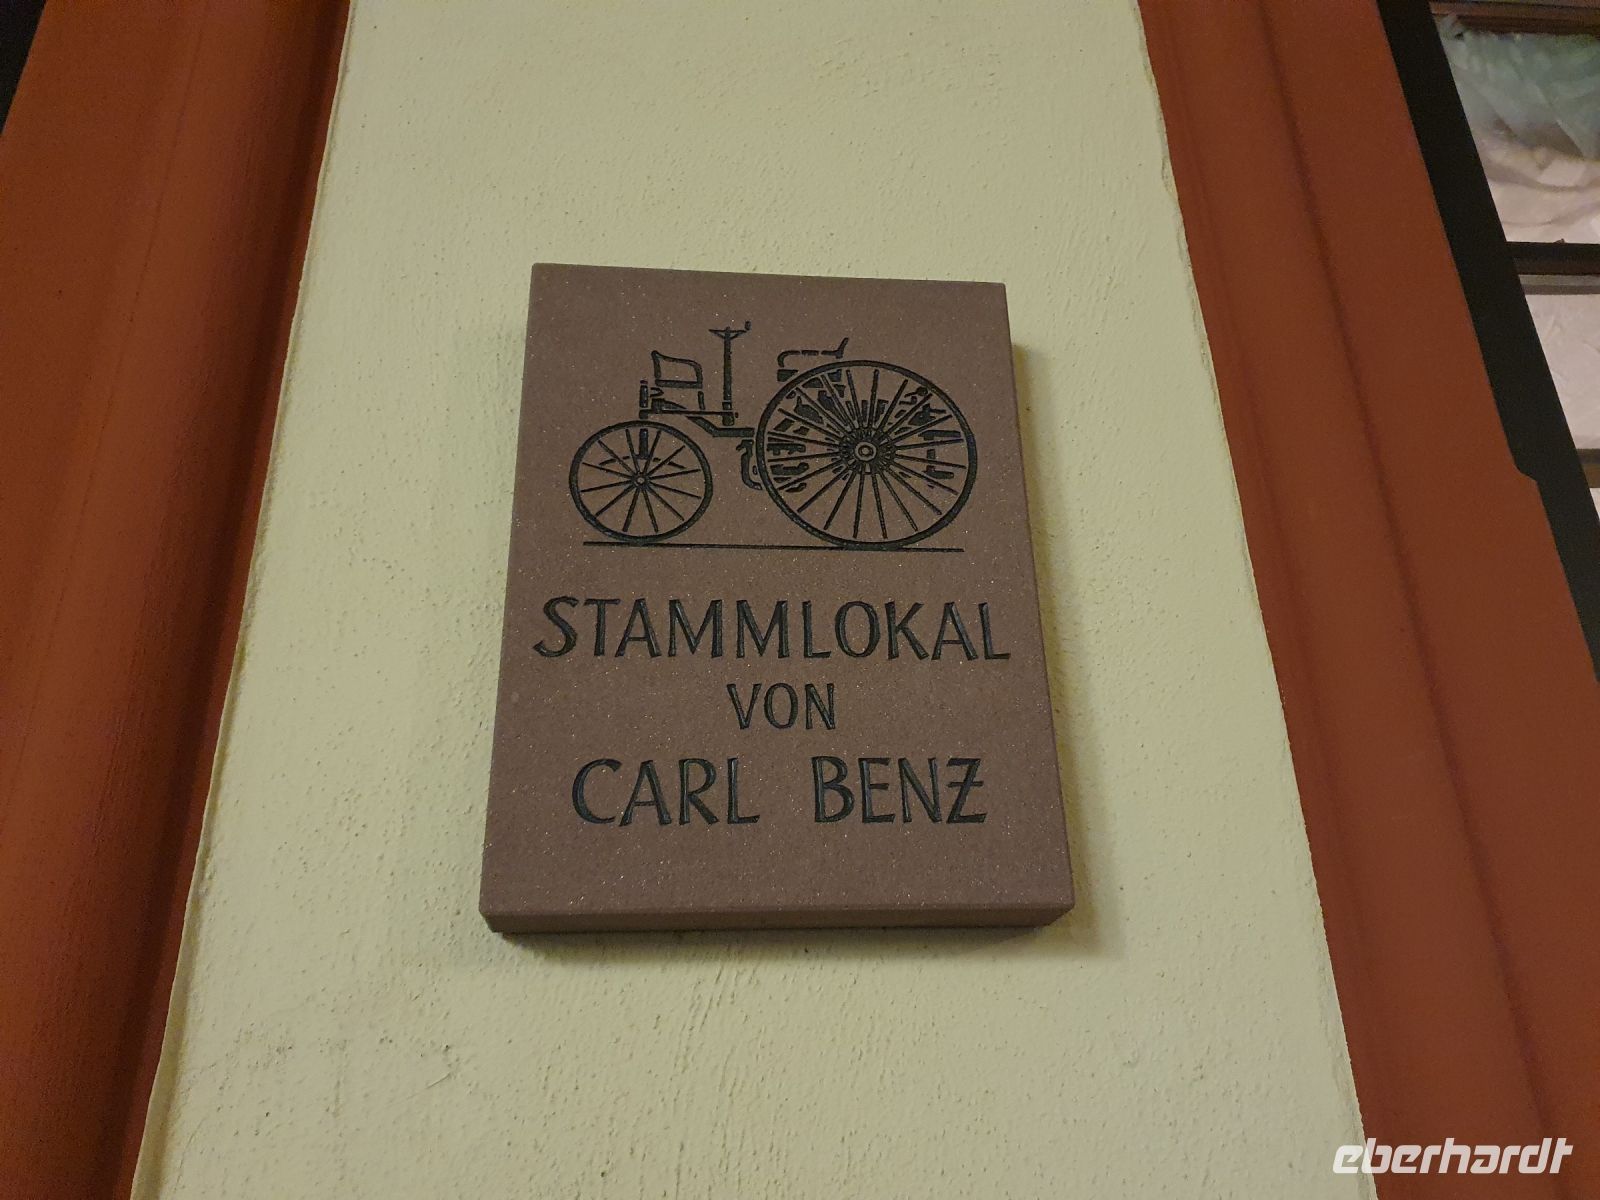 STAMMLOKAL
VON
CARL BENZ
eberhardt